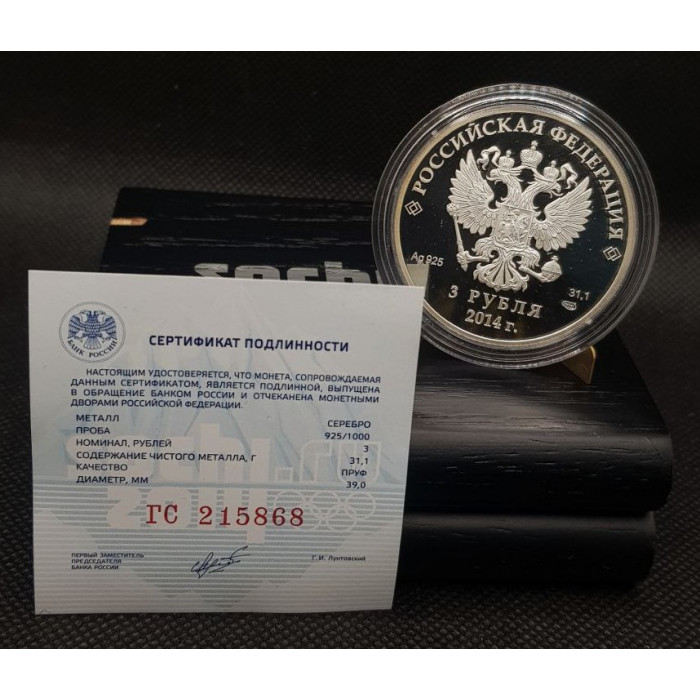 РОССИЙСКАЯ ФЕДЕРАЦИЯ
Ag 925
31,1
3 РУБЛЯ
2014 г.
sochi
БАНК РОССИИ
СЕРТИФИКАТ ПОДЛИННОСТИ
НАСТОЯЩИМ УДОСТОВЕРЯЕТСЯ, ЧТО МОНЕТА, СОПРОВОЖДАЕМАЯ
ДАННЫМ СЕРТИФИКАТОМ, ЯВЛЯЕТСЯ ПОДЛИННОЙ, ВЫПУЩЕНА
В ОБРАЩЕНИЕ БАНКОМ РОССИИ И ОТЧЕКАНЕНА МОНЕТНЫМИ
ДВОРАМИ РОССИЙСКОЙ ФЕДЕРАЦИИ.
МЕТАЛЛ СЕРЕБРО
ПРОБА 925/1000
НОМИНАЛ, РУБЛЕЙ 3
СОДЕРЖАНИЕ ЧИСТОГО МЕТАЛЛА, Г 31,1
КАЧЕСТВО ПРУФ
ДИАМЕТР, ММ 39,0
ГС 215868
ПЕРВЫЙ ЗАМЕСТИТЕЛЬ
ПРЕДСЕДАТЕЛЯ
БАНКА РОССИИ
Г.И. Лунтовский